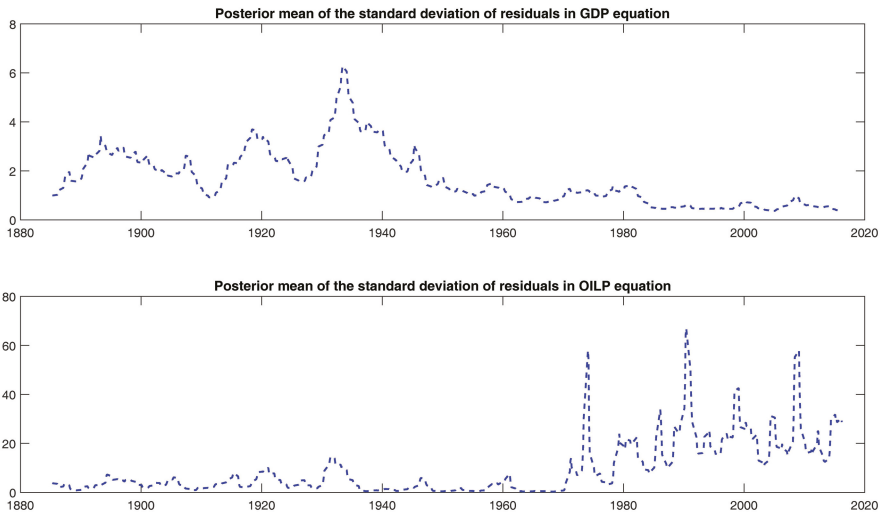 Posterior mean of the standard deviation of residuals in GDP equation
8
6
4
2
0
1880 1900 1920 1940 1960 1980 2000 2020
Posterior mean of the standard deviation of residuals in OILP equation
80
60
40
20
0
1880 1900 1920 1940 1960 1980 2000 2020